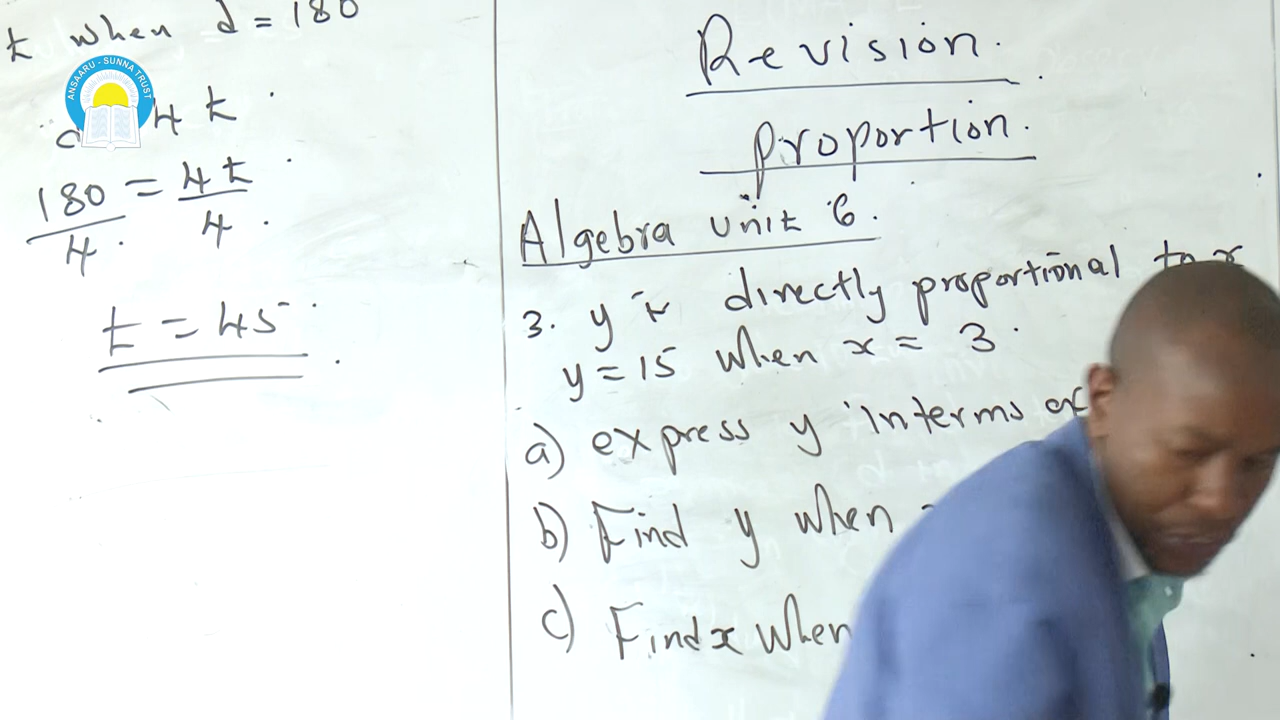 t when d = 180
4 t
180 = 4t
4 4
t = 45
ANSAARU - SUNNA TRUST
Revision.
proportion.
Algebra unit 6.
3. y is directly proportional to x
y = 15 when x = 3
a) express y interms of
b) Find y when
c) Find x when